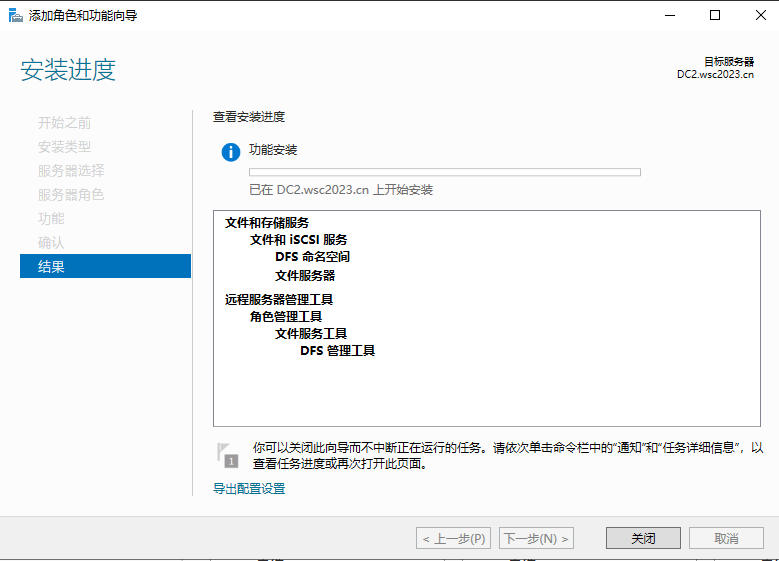 添加角色和功能向导
安装进度
目标服务器
DC2.wsc2023.cn
开始之前
安装类型
服务器选择
服务器角色
功能
确认
结果
查看安装进度
功能安装
已在 DC2.wsc2023.cn 上开始安装
文件和存储服务
文件和 iSCSI 服务
DFS 命名空间
文件服务器
远程服务器管理工具
角色管理工具
文件服务工具
DFS 管理工具
1
你可以关闭此向导而不中断正在运行的任务。请依次单击命令栏中的“通知”和“任务详细信息”，以
查看任务进度或再次打开此页面。
导出配置设置
< 上一步(P)
下一步(N) >
关闭
取消